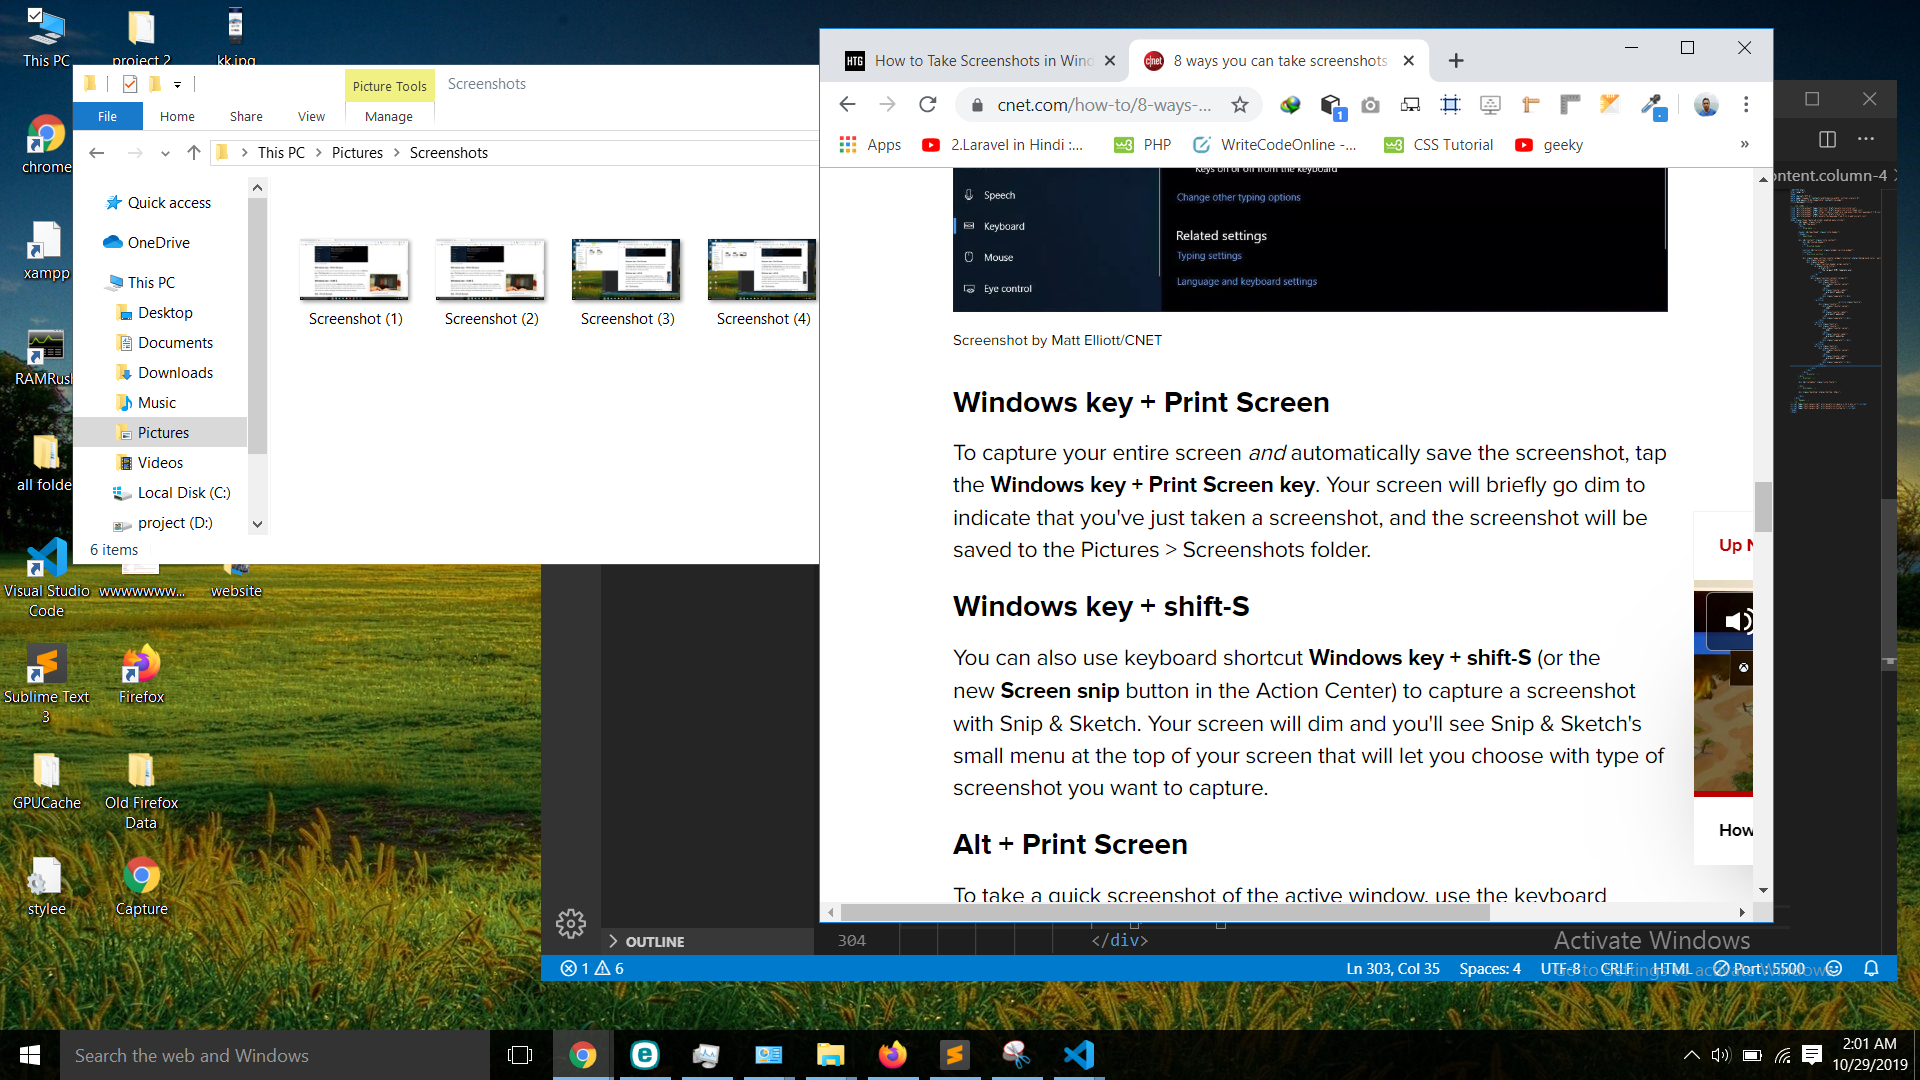 This PC
project 2
kk.jpg
chrome
xampp
all folde
Visual Studio
Code
wwwwwww...
website
Sublime Text
3
Firefox
GPUCache
Old Firefox
Data
stylee
Capture
Picture Tools
Screenshots
File
Home
Share
View
Manage
This PC
Pictures
Screenshots
Quick access
OneDrive
This PC
Desktop
Documents
Downloads
Music
Pictures
Videos
Local Disk (C:)
project (D:)
6 items
Screenshot (1)
Screenshot (2)
Screenshot (3)
Screenshot (4)
HTG
How to Take Screenshots in Wind
c|net
8 ways you can take screenshots
cnet.com/how-to/8-ways-...
1
Apps
2.Laravel in Hindi :...
PHP
WriteCodeOnline -...
CSS Tutorial
geeky
»
Keys on or off from the keyboard
Speech
Change other typing options
Keyboard
Related settings
Mouse
Typing settings
Eye control
Language and keyboard settings
Screenshot by Matt Elliott/CNET
Windows key + Print Screen
To capture your entire screen and automatically save the screenshot, tap
the Windows key + Print Screen key. Your screen will briefly go dim to
indicate that you've just taken a screenshot, and the screenshot will be
saved to the Pictures > Screenshots folder.
Windows key + shift-S
You can also use keyboard shortcut Windows key + shift-S (or the
new Screen snip button in the Action Center) to capture a screenshot
with Snip & Sketch. Your screen will dim and you'll see Snip & Sketch's
small menu at the top of your screen that will let you choose with type of
screenshot you want to capture.
Alt + Print Screen
To take a quick screenshot of the active window, use the keyboard
Up
How
ontent.column-4
OUTLINE
304
</div>
Activate Windows
Go to Settings to activate Windows.
1
6
Ln 303, Col 35
Spaces: 4
UTF-8
CRLF
HTML
Port : 5500
Search the web and Windows
2:01 AM
10/29/2019